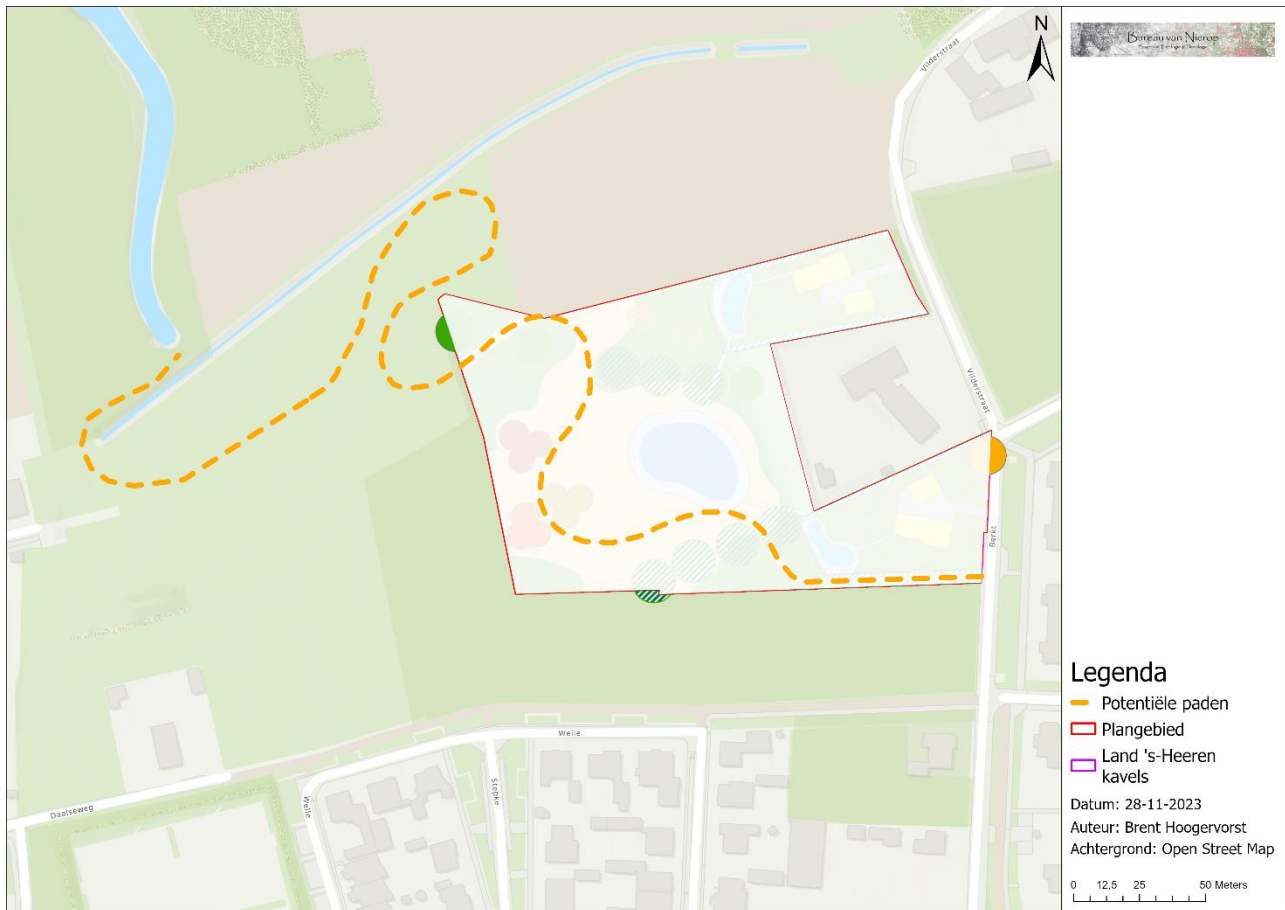 N
Bureau van Nierop
Vilderstraat
Vilderstraat
Berkt
Welle
Stepke
Welle
Daalseweg
Legenda
Potentiële paden
Plangebied
Land 's-Heeren
kavels
Datum: 28-11-2023
Auteur: Brent Hoogervorst
Achtergrond: Open Street Map
0 12,5 25 50 Meters